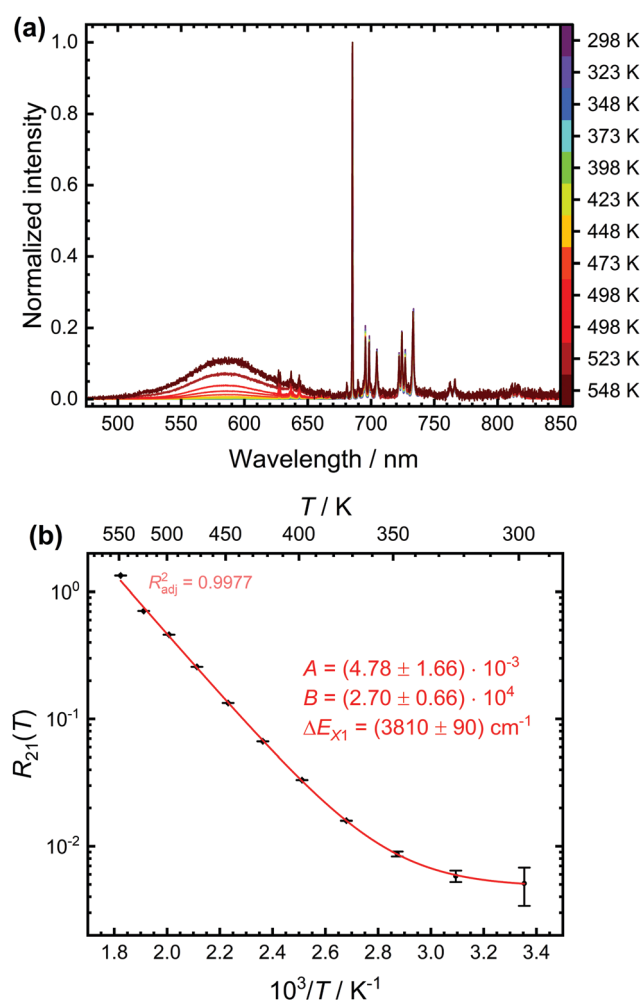 (a)
1.0
0.8
0.6
0.4
0.2
0.0
Normalized intensity
500 550 600 650 700 750 800 850
Wavelength / nm
298 K
323 K
348 K
373 K
398 K
423 K
448 K
473 K
498 K
498 K
523 K
548 K
(b)
T / K
550 500 450 400 350 300
R²adj = 0.9977
A = (4.78 ± 1.66) · 10⁻³
B = (2.70 ± 0.66) · 10⁴
ΔE_X1 = (3810 ± 90) cm⁻¹
10⁰
10⁻¹
10⁻²
R₂₁(T)
1.8 2.0 2.2 2.4 2.6 2.8 3.0 3.2 3.4
10³/T / K⁻¹